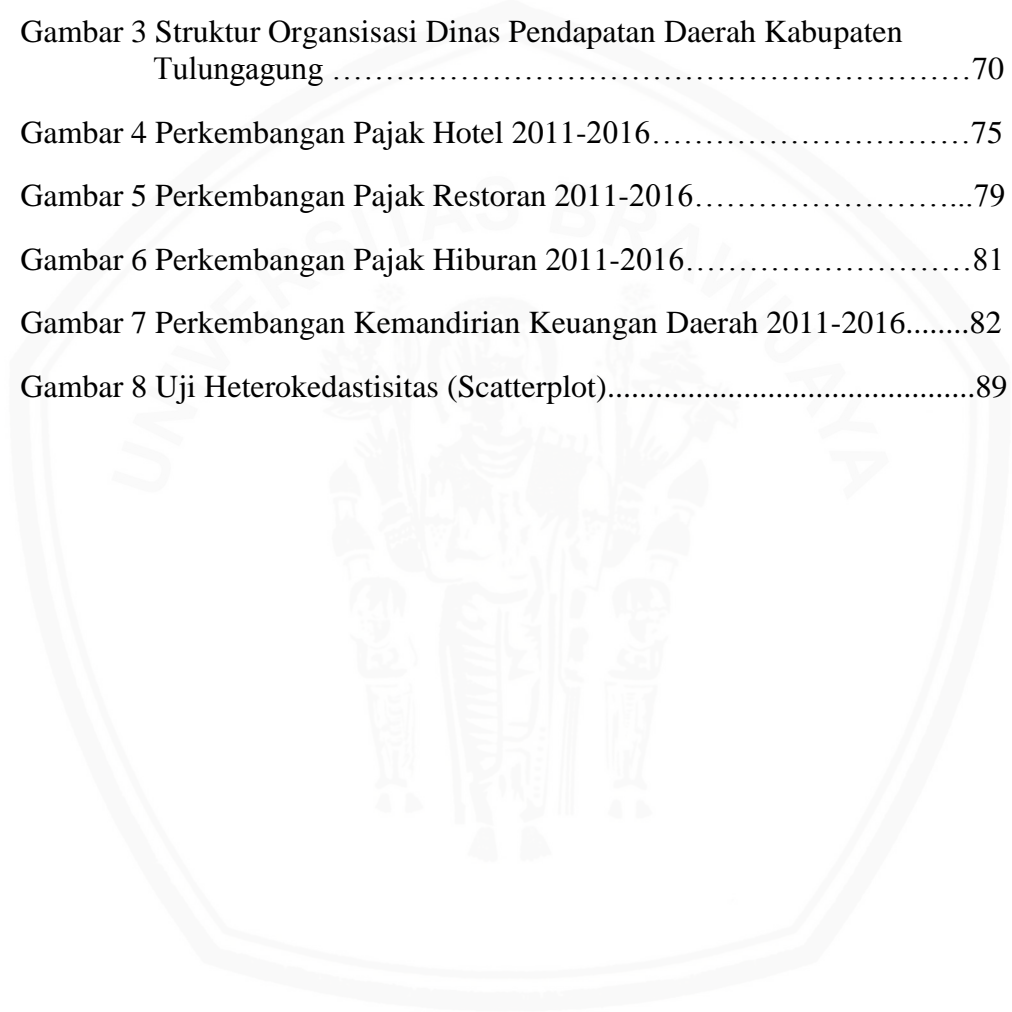 Gambar 3 Struktur Organsisasi Dinas Pendapatan Daerah Kabupaten
Tulungagung ……………………………………………………70
Gambar 4 Perkembangan Pajak Hotel 2011-2016…………………………75
Gambar 5 Perkembangan Pajak Restoran 2011-2016……………………...79
Gambar 6 Perkembangan Pajak Hiburan 2011-2016………………………81
Gambar 7 Perkembangan Kemandirian Keuangan Daerah 2011-2016........82
Gambar 8 Uji Heterokedastisitas (Scatterplot)..............................................89
UNIVERSITAS BRAWIJAYA